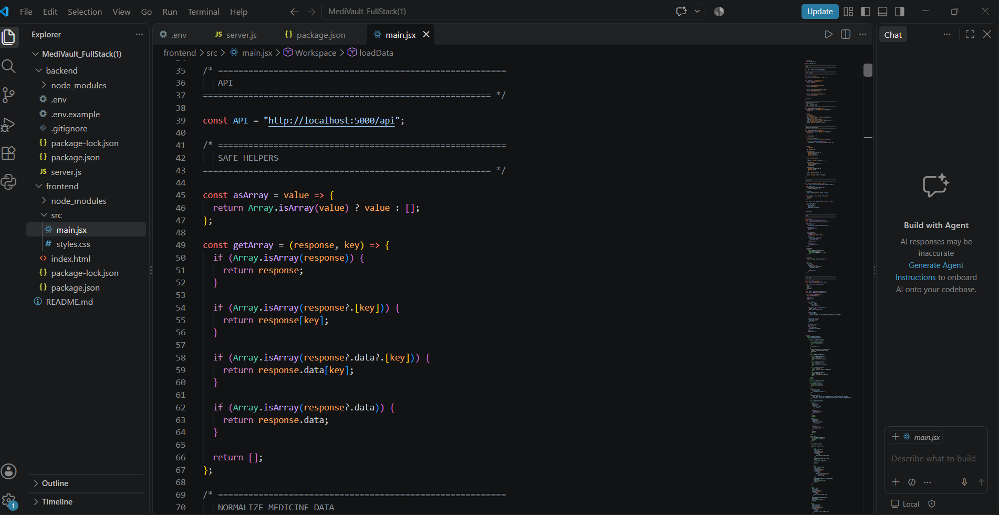 File Edit Selection View Go Run Terminal Help
MediVault_FullStack(1)
Update
Explorer
MediVault_FullStack(1)
backend
node_modules
.env
.env.example
.gitignore
package-lock.json
package.json
JS server.js
frontend
node_modules
src
main.jsx
# styles.css
index.html
package-lock.json
package.json
README.md
Outline
Timeline
1
.env
JS server.js
{} package.json
main.jsx
frontend > src > main.jsx > Workspace > loadData
35 /* =========================================================
36 API
37 ========================================================= */
38
39 const API = "http://localhost:5000/api";
40
41 /* =========================================================
42 SAFE HELPERS
43 ========================================================= */
44
45 const asArray = value => {
46 return Array.isArray(value) ? value : [];
47 };
48
49 const getArray = (response, key) => {
50 if (Array.isArray(response)) {
51 return response;
52 }
53
54 if (Array.isArray(response?.[key])) {
55 return response[key];
56 }
57
58 if (Array.isArray(response?.data?.[key])) {
59 return response.data[key];
60 }
61
62 if (Array.isArray(response?.data)) {
63 return response.data;
64 }
65
66 return [];
67 };
68
69 /* =========================================================
70 NORMALIZE MEDICINE DATA
Chat
Build with Agent
AI responses may be
inaccurate
Generate Agent
Instructions to onboard
AI onto your codebase.
main.jsx
Describe what to build
Local